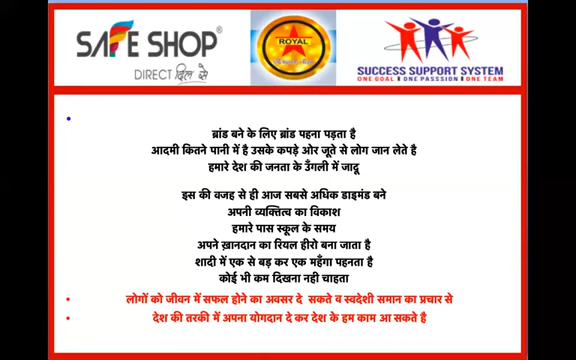 SAFE SHOP
DIRECT दिल से
ROYAL
SUCCESS SUPPORT SYSTEM
ONE GOAL | ONE PASSSION | ONE TEAM
ब्रांड बने के लिए ब्रांड पहना पड़ता है
आदमी कितने पानी में है उसके कपड़े ओर जूते से लोग जान लेते है
हमारे देश की जनता के उँगली में जादू
इस की वजह से ही आज सबसे अधिक डाइमंड बने
अपनी व्यक्तित्व का विकाश
हमारे पास स्कूल के समय
अपने ख़ानदान का रियल हीरो बना जाता है
शादी में एक से बड़ कर एक महँगा पहनता है
कोई भी कम दिखना नही चाहता
लोगों को जीवन में सफल होने का अवसर दे सकते व स्वदेशी समान का प्रचार से
देश की तरकी में अपना योगदान दे कर देश के हम काम आ सकते है